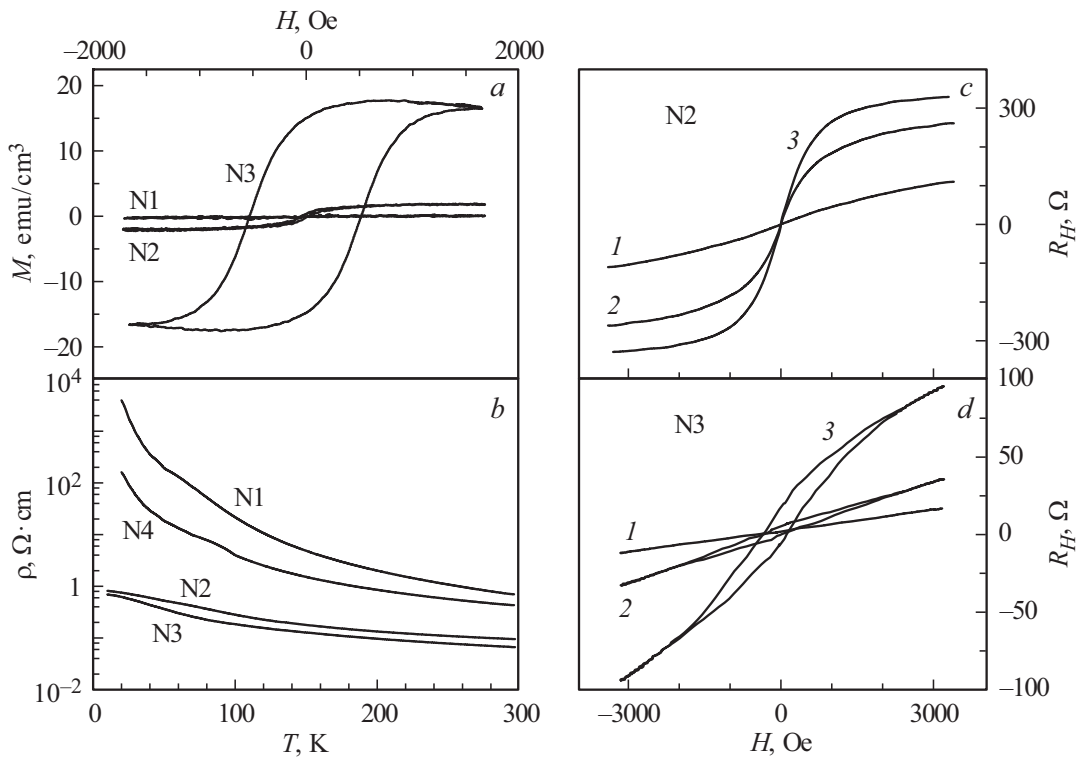 H, Oe
–2000 0 2000
a
20
10
0
–10
–20
M, emu/cm³
N3
N1
N2
c
N2
3
1
2
300
0
–300
R_H, Ω
b
10⁴
10²
1
10⁻²
ρ, Ω·cm
N1
N4
N2
N3
0 100 200 300
T, K
d
N3
3
1
2
100
50
0
–50
–100
R_H, Ω
–3000 0 3000
H, Oe